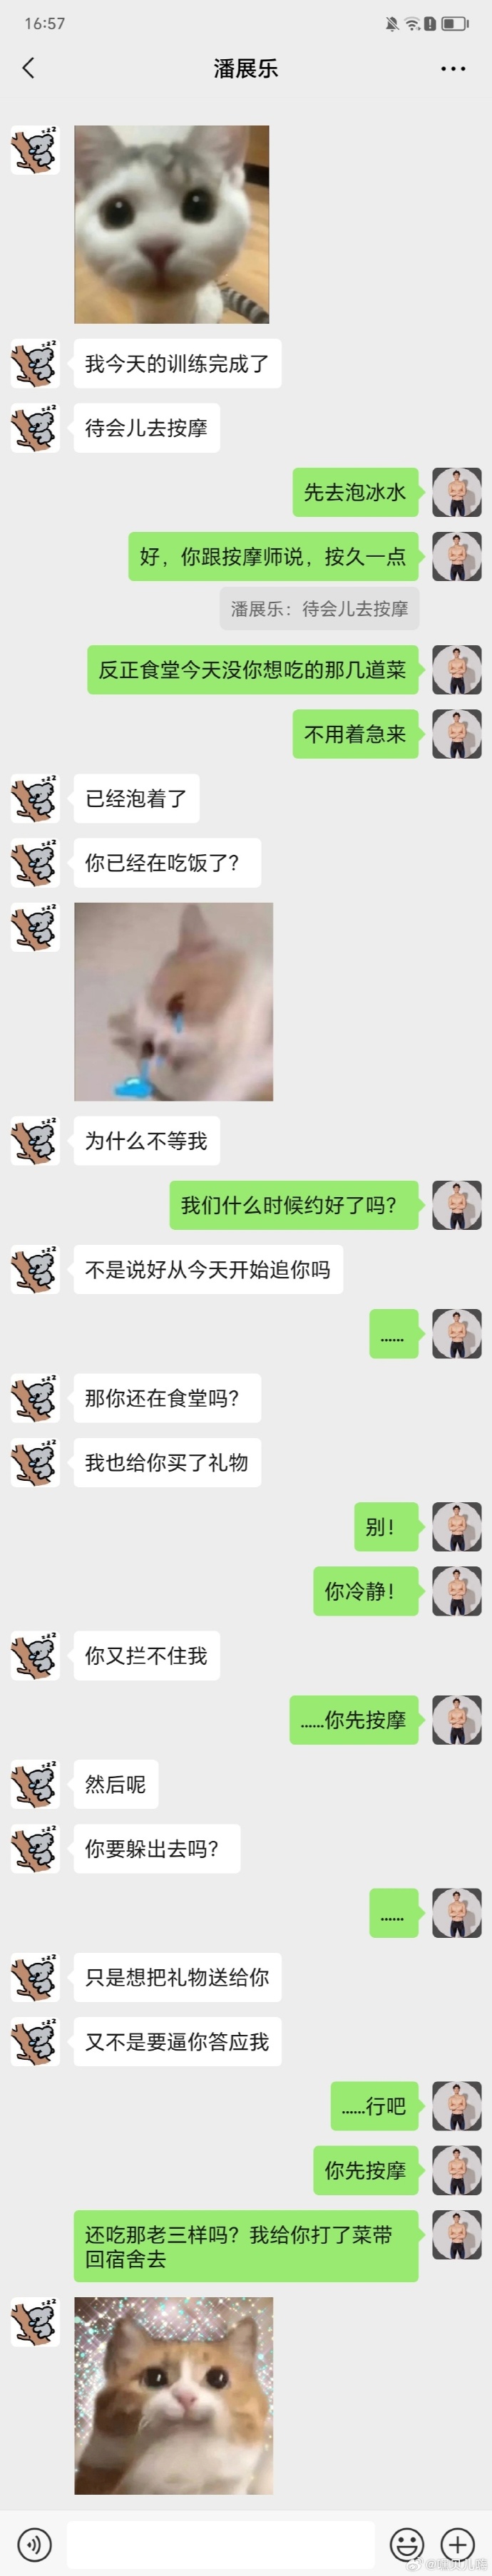 16:57
潘展乐
我今天的训练完成了
待会儿去按摩
先去泡冰水
好，你跟按摩师说，按久一点
潘展乐：待会儿去按摩
反正食堂今天没你想吃的那几道菜
不用着急来
已经泡着了
你已经在吃饭了？
为什么不等我
我们什么时候约好了吗？
不是说好从今天开始追你吗
……
那你还在食堂吗？
我也给你买了礼物
别！
你冷静！
你又拦不住我
……你先按摩
然后呢
你要躲出去吗？
……
只是想把礼物送给你
又不是要逼你答应我
……行吧
你先按摩
还吃那老三样吗？我给你打了菜带
回宿舍去